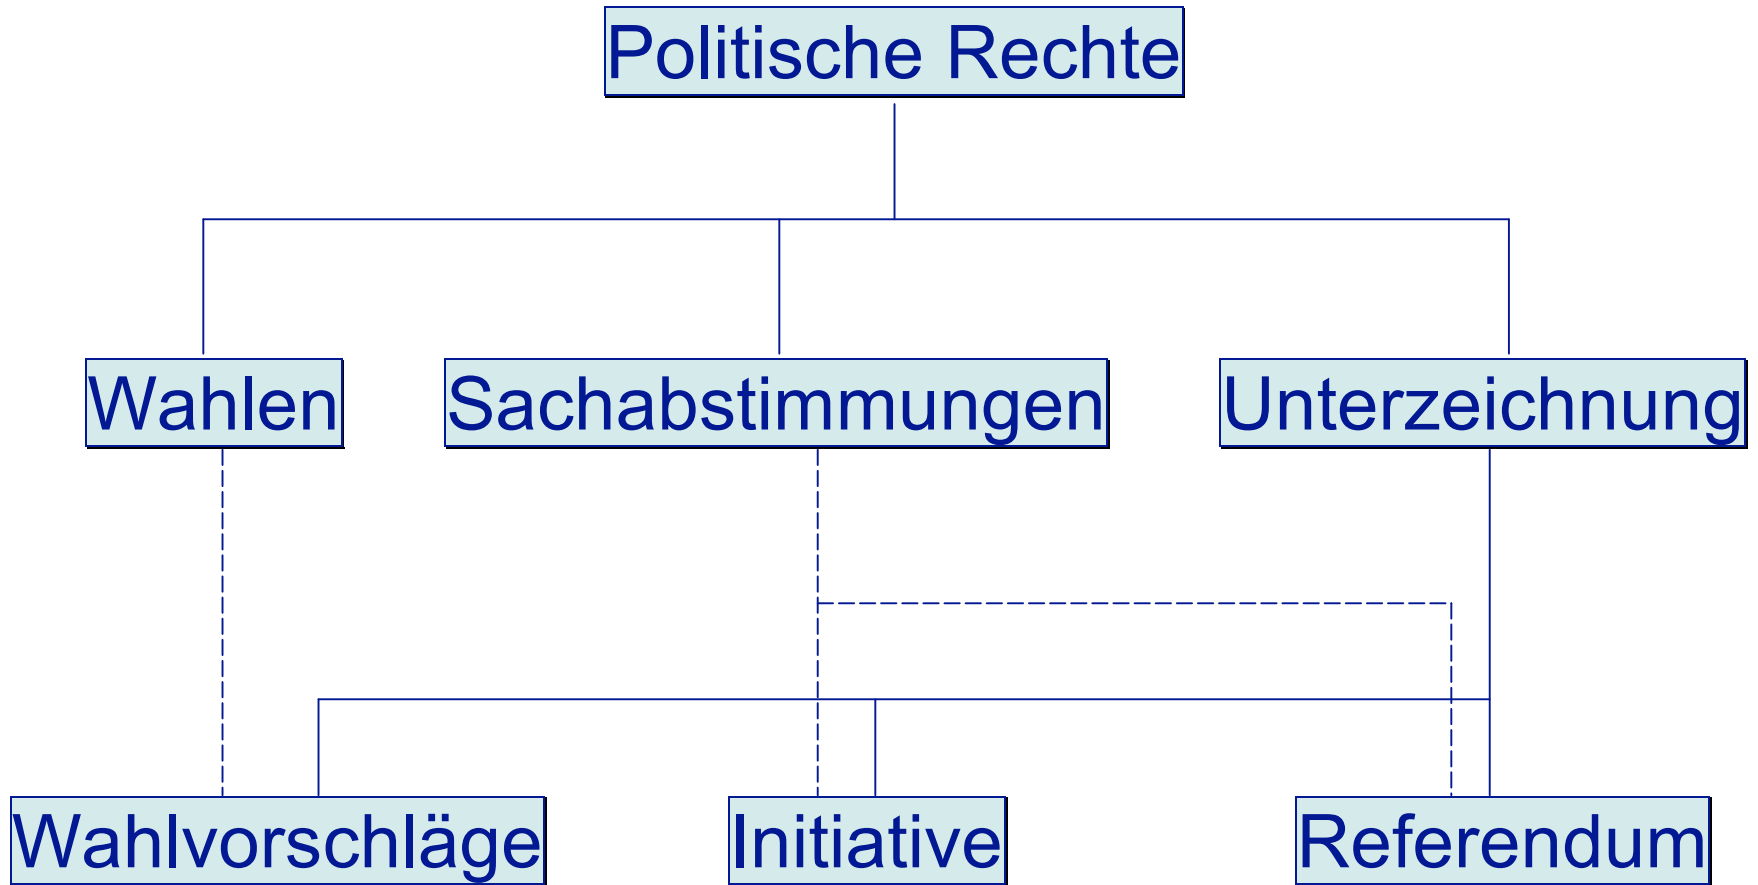 Politische Rechte
Wahlen
Sachabstimmungen
Unterzeichnung
Wahlvorschläge
Initiative
Referendum